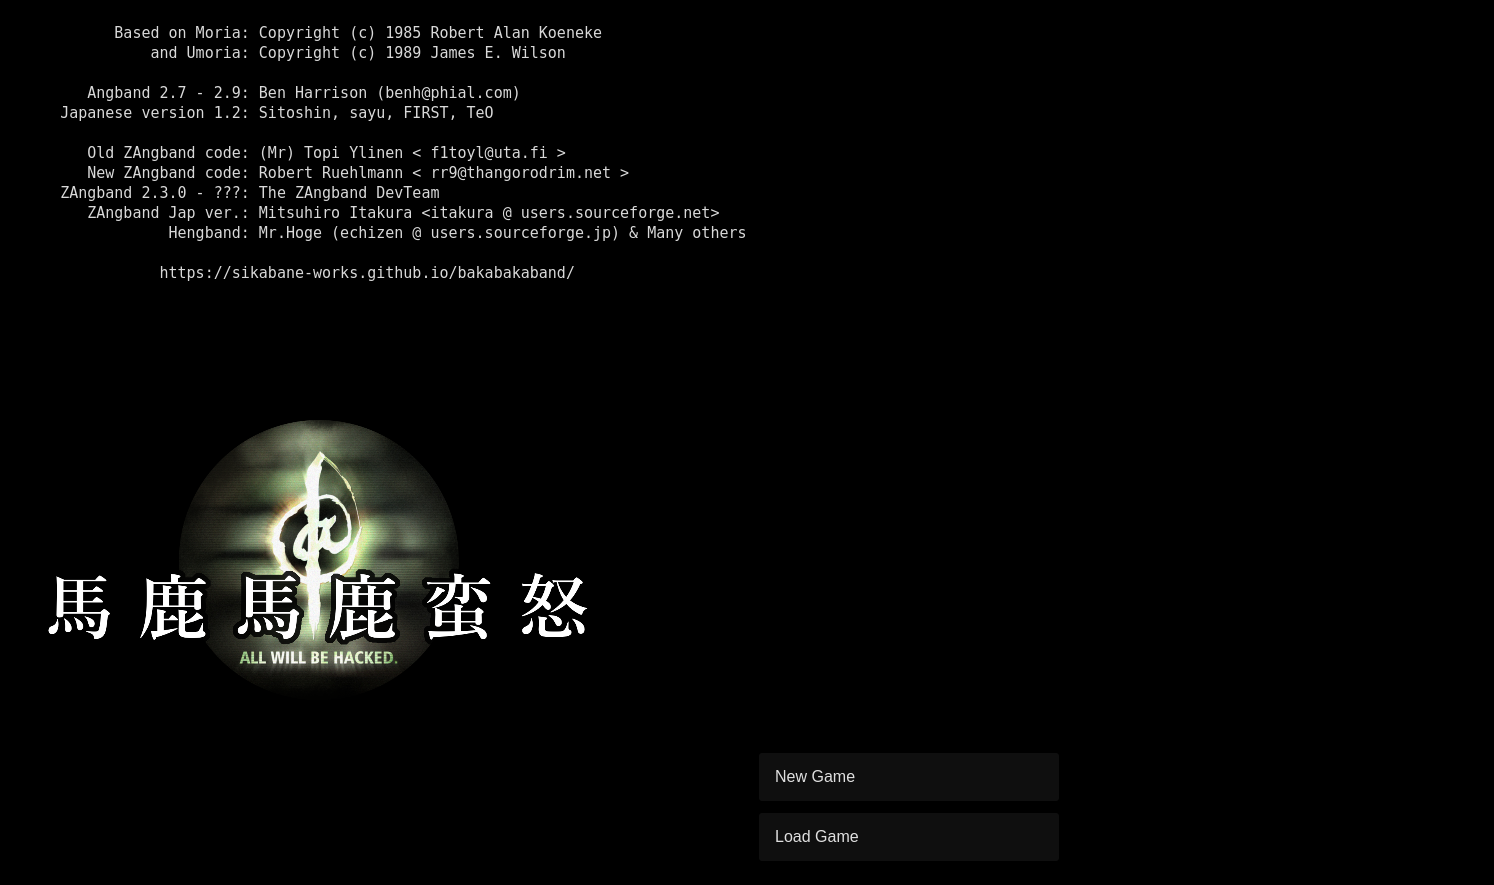 Based on Moria: Copyright (c) 1985 Robert Alan Koeneke
and Umoria: Copyright (c) 1989 James E. Wilson
Angband 2.7 - 2.9: Ben Harrison (benh@phial.com)
Japanese version 1.2: Sitoshin, sayu, FIRST, TeO
Old ZAngband code: (Mr) Topi Ylinen < f1toyl@uta.fi >
New ZAngband code: Robert Ruehlmann < rr9@thangorodrim.net >
ZAngband 2.3.0 - ???: The ZAngband DevTeam
ZAngband Jap ver.: Mitsuhiro Itakura <itakura @ users.sourceforge.net>
Hengband: Mr.Hoge (echizen @ users.sourceforge.jp) & Many others
https://sikabane-works.github.io/bakabakaband/
馬鹿馬鹿蛮怒
ALL WILL BE HACKED.
New Game
Load Game